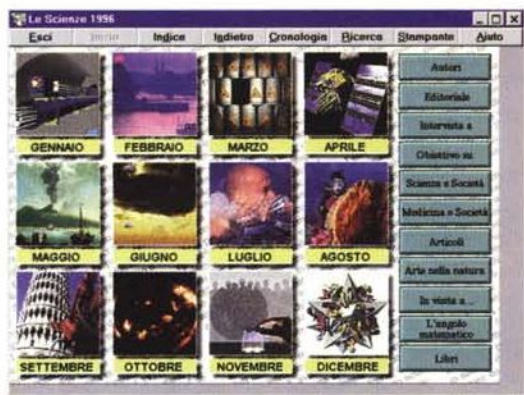 Le Scienze 1996
Esci Indice Indietro Cronologia Ricerca Stampante Aiuto
GENNAIO FEBBRAIO MARZO APRILE
MAGGIO GIUGNO LUGLIO AGOSTO
SETTEMBRE OTTOBRE NOVEMBRE DICEMBRE
Autori
Editoriale
Intervista a
Obiettivo su
Scienza e Società
Medicina e Società
Articoli
Arte nella natura
In visita a...
L'angolo
matematico
Libri